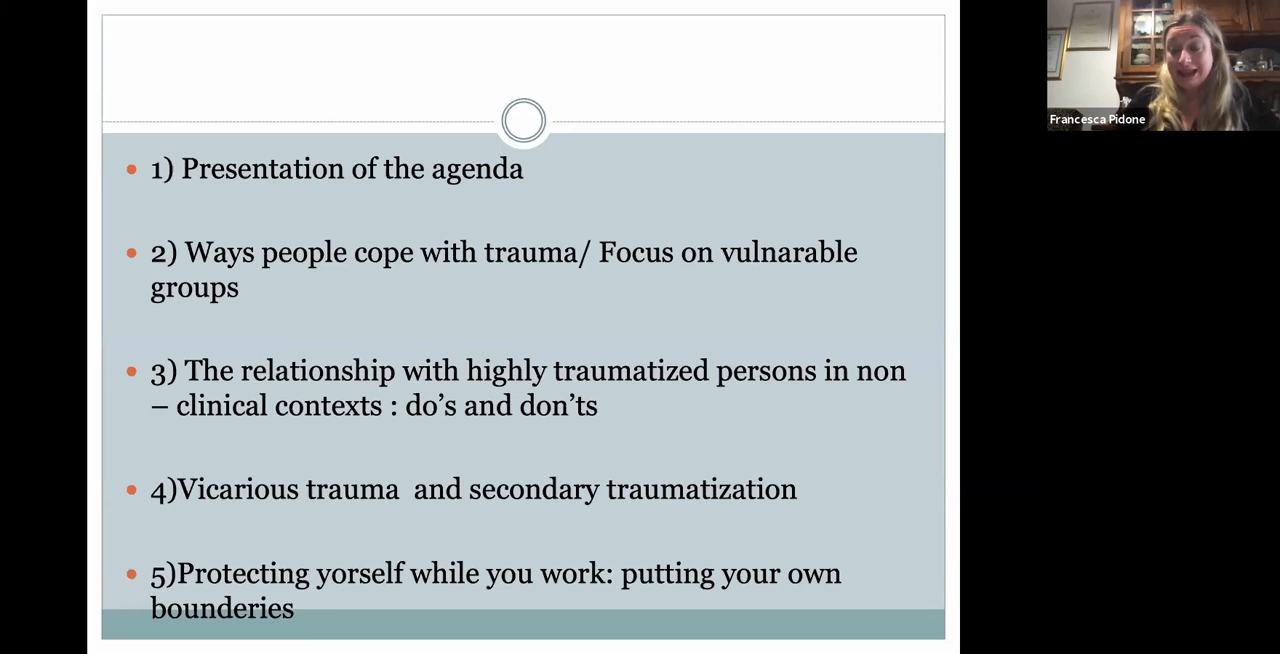 • 1) Presentation of the agenda
• 2) Ways people cope with trauma/ Focus on vulnarable
groups
• 3) The relationship with highly traumatized persons in non
– clinical contexts : do’s and don’ts
• 4)Vicarious trauma  and secondary traumatization
• 5)Protecting yorself while you work: putting your own
bounderies
Francesca Pidone